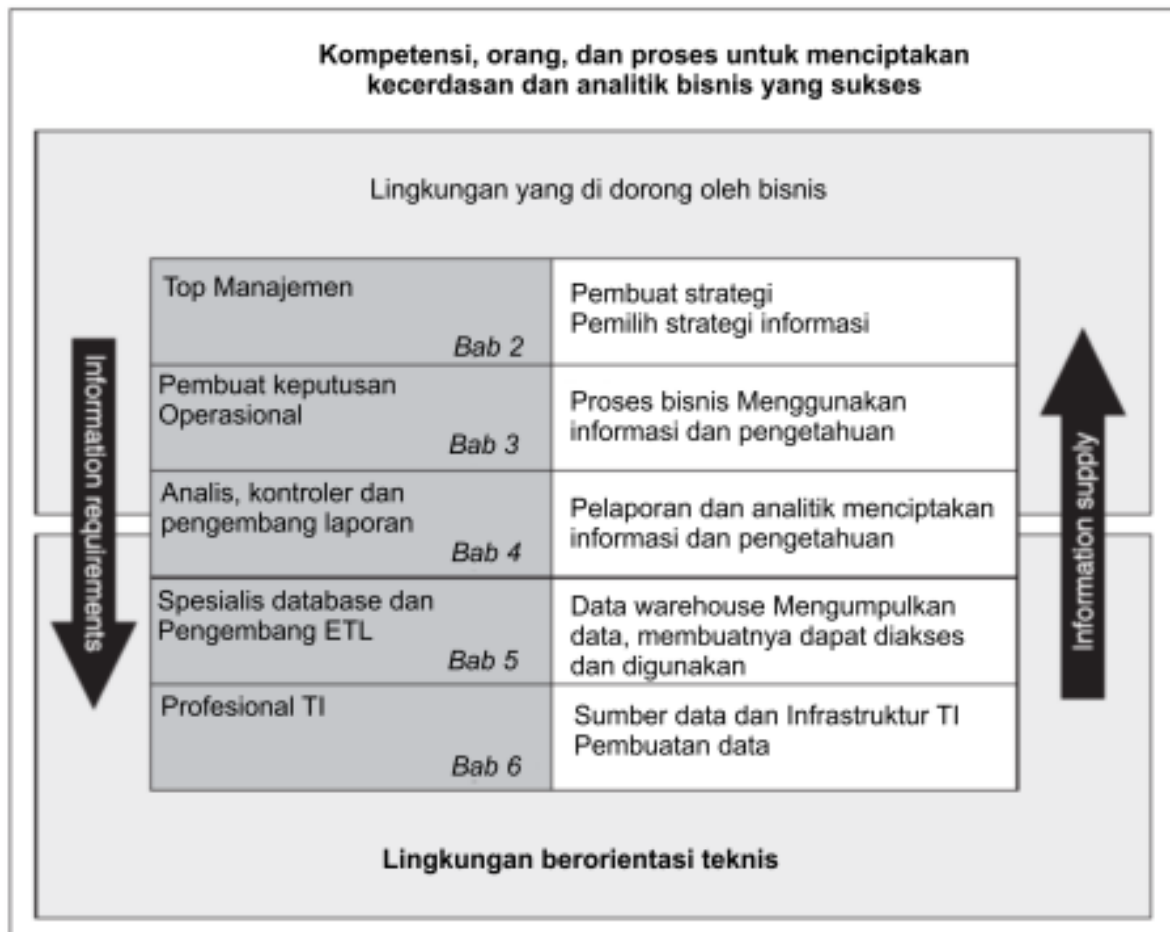 Kompetensi, orang, dan proses untuk menciptakan
kecerdasan dan analitik bisnis yang sukses
Lingkungan yang di dorong oleh bisnis
Top Manajemen
Bab 2
Pembuat strategi
Pemilih strategi informasi
Pembuat keputusan
Operasional
Bab 3
Proses bisnis Menggunakan
informasi dan pengetahuan
Analis, kontroler dan
pengembang laporan
Bab 4
Pelaporan dan analitik menciptakan
informasi dan pengetahuan
Spesialis database dan
Pengembang ETL
Bab 5
Data warehouse Mengumpulkan
data, membuatnya dapat diakses
dan digunakan
Profesional TI
Bab 6
Sumber data dan Infrastruktur TI
Pembuatan data
Information requirements
Information supply
Lingkungan berorientasi teknis